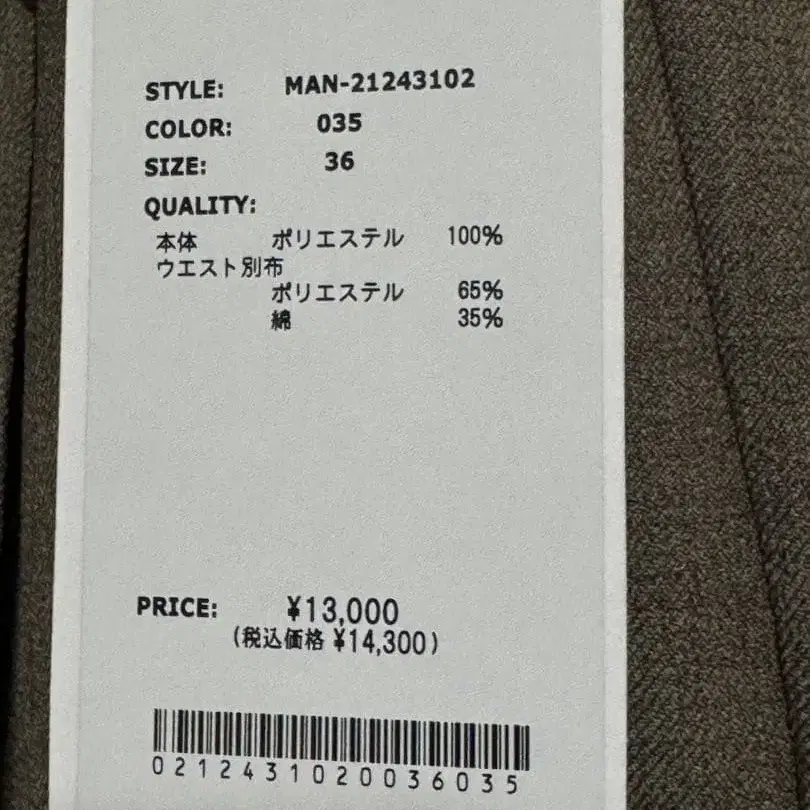 STYLE: MAN-21243102
COLOR: 035
SIZE: 36
QUALITY:
本体 ポリエステル 100%
ウエスト別布
ポリエステル 65%
綿 35%
PRICE: ¥13,000
(税込価格 ¥14,300)
0212431020036035